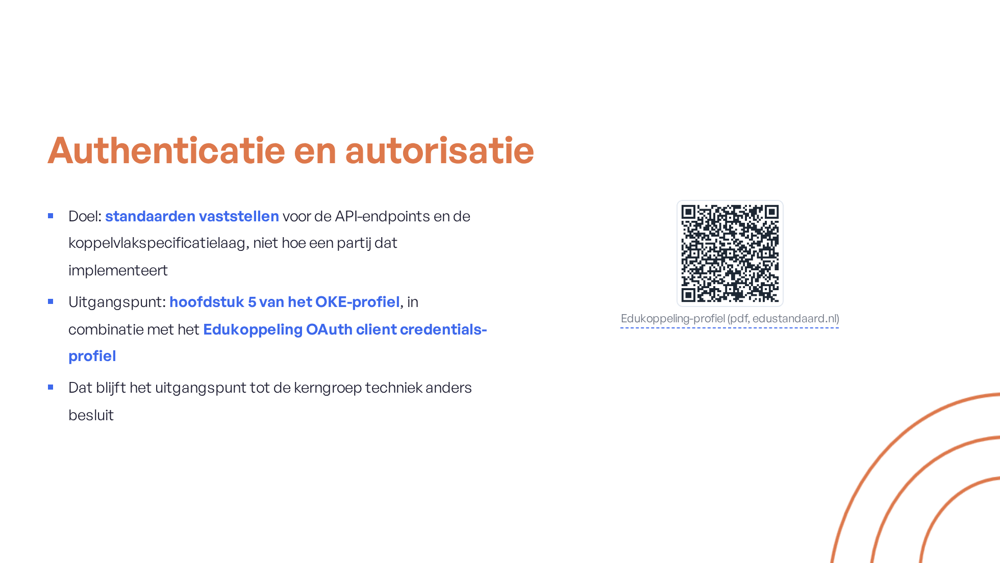 Authenticatie en autorisatie
Doel: standaarden vaststellen voor de API-endpoints en de
koppelvlakspecificatielaag, niet hoe een partij dat
implementeert
Uitgangspunt: hoofdstuk 5 van het OKE-profiel, in
combinatie met het Edukoppeling OAuth client credentials-
profiel
Dat blijft het uitgangspunt tot de kerngroep techniek anders
besluit
Edukoppeling-profiel (pdf, edustandaard.nl)